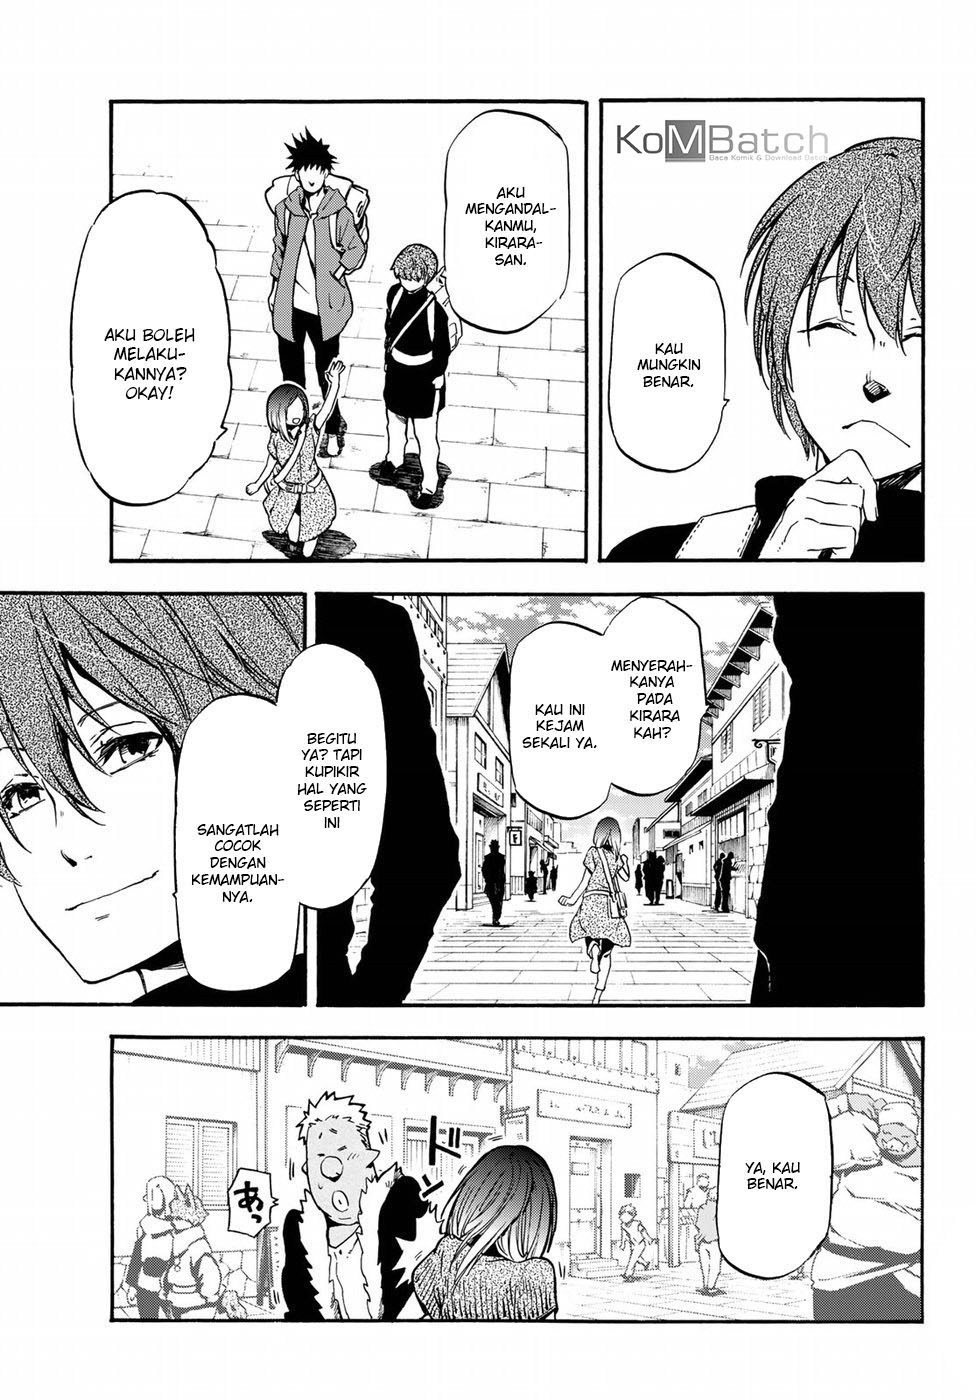 KoMBatch
Baca Komik & Download Batch
KAU
MUNGKIN
BENAR.
AKU
MENGANDAL-
KANMU,
KIRARA-
SAN.
AKU BOLEH
MELAKU-
KANNYA?
OKAY!
MENYERAH-
KANYA
PADA
KIRARA
KAH?
KAU INI
KEJAM
SEKALI YA.
BEGITU
YA? TAPI
KUPIKIR
HAL YANG
SEPERTI
INI
SANGATLAH
COCOK
DENGAN
KEMAMPUAN-
NYA.
YA, KAU
BENAR.
ドン
あっ